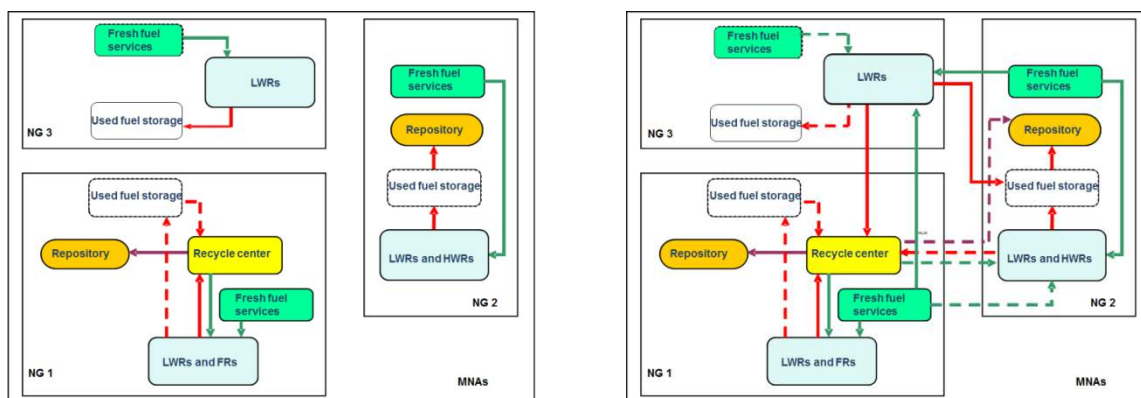 Fresh fuel
services
LWRs
Used fuel storage
NG 3
Fresh fuel
services
Repository
Used fuel storage
LWRs and HWRs
NG 2
Used fuel storage
Repository
Recycle center
Fresh fuel
services
LWRs and FRs
NG 1
MNAs
Fresh fuel
services
LWRs
Used fuel storage
NG 3
Fresh fuel
services
Repository
Used fuel storage
LWRs and HWRs
NG 2
Used fuel storage
Repository
Recycle center
Fresh fuel
services
LWRs and FRs
NG 1
MNAs